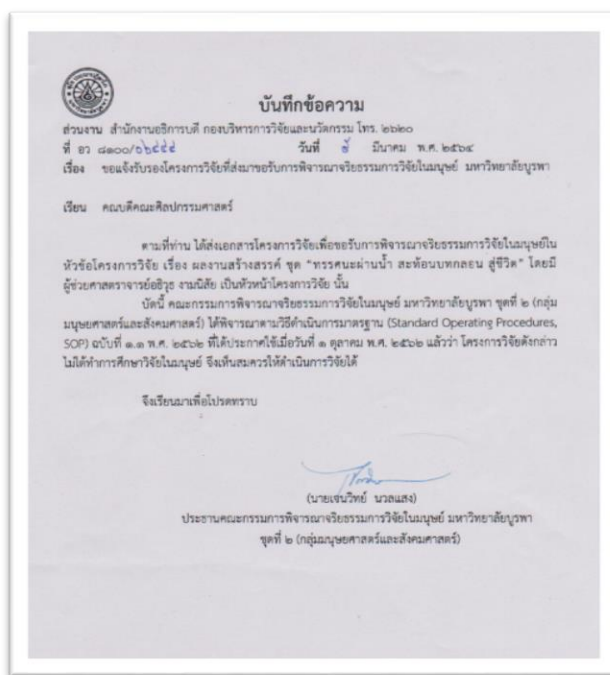 บันทึกข้อความ
ส่วนงาน สำนักงานอธิการบดี กองบริหารการวิจัยและนวัตกรรม โทร. ๒๖๒๐
ที่ อว ๘๑๐๐/ วันที่ มีนาคม พ.ศ. ๒๕๖๔
เรื่อง ขอแจ้งรับรองโครงการวิจัยที่ส่งมาขอรับการพิจารณาจริยธรรมการวิจัยในมนุษย์ มหาวิทยาลัยบูรพา
เรียน คณบดีคณะศิลปกรรมศาสตร์
ตามที่ท่าน ได้ส่งเอกสารโครงการวิจัยเพื่อขอรับการพิจารณาจริยธรรมการวิจัยในมนุษย์ใน
หัวข้อโครงการวิจัย เรื่อง ผลงานสร้างสรรค์ ชุด “ทรรศนะผ่านน้ำ สะท้อนบทกลอน สู่ชีวิต” โดยมี
ผู้ช่วยศาสตราจารย์อธิวุธ งามนิสัย เป็นหัวหน้าโครงการวิจัย นั้น
บัดนี้ คณะกรรมการพิจารณาจริยธรรมการวิจัยในมนุษย์ มหาวิทยาลัยบูรพา ชุดที่ ๒ (กลุ่ม
มนุษยศาสตร์และสังคมศาสตร์) ได้พิจารณาตามวิธีดำเนินการมาตรฐาน (Standard Operating Procedures,
SOP) ฉบับที่ ๑.๑ พ.ศ. ๒๕๖๒ ที่ได้ประกาศใช้เมื่อวันที่ ๑ ตุลาคม พ.ศ. ๒๕๖๒ แล้วว่า โครงการวิจัยดังกล่าว
ไม่ได้ทำการศึกษาวิจัยในมนุษย์ จึงเห็นสมควรให้ดำเนินการวิจัยได้
จึงเรียนมาเพื่อโปรดทราบ
(นายเจนวิทย์ นวลแสง)
ประธานคณะกรรมการพิจารณาจริยธรรมการวิจัยในมนุษย์ มหาวิทยาลัยบูรพา
ชุดที่ ๒ (กลุ่มมนุษยศาสตร์และสังคมศาสตร์)